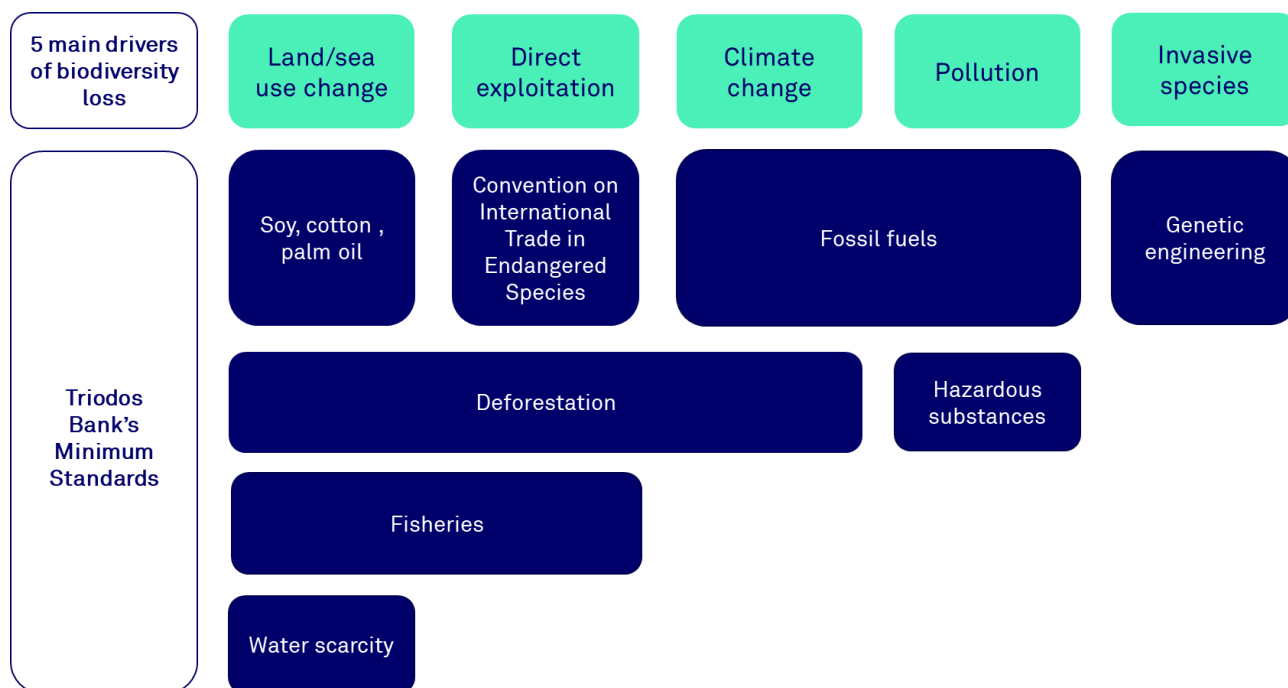 5 main drivers
of biodiversity
loss
Land/sea
use change
Direct
exploitation
Climate
change
Pollution
Invasive
species
Triodos
Bank's
Minimum
Standards
Soy, cotton ,
palm oil
Convention on
International
Trade in
Endangered
Species
Fossil fuels
Genetic
engineering
Deforestation
Hazardous
substances
Fisheries
Water scarcity